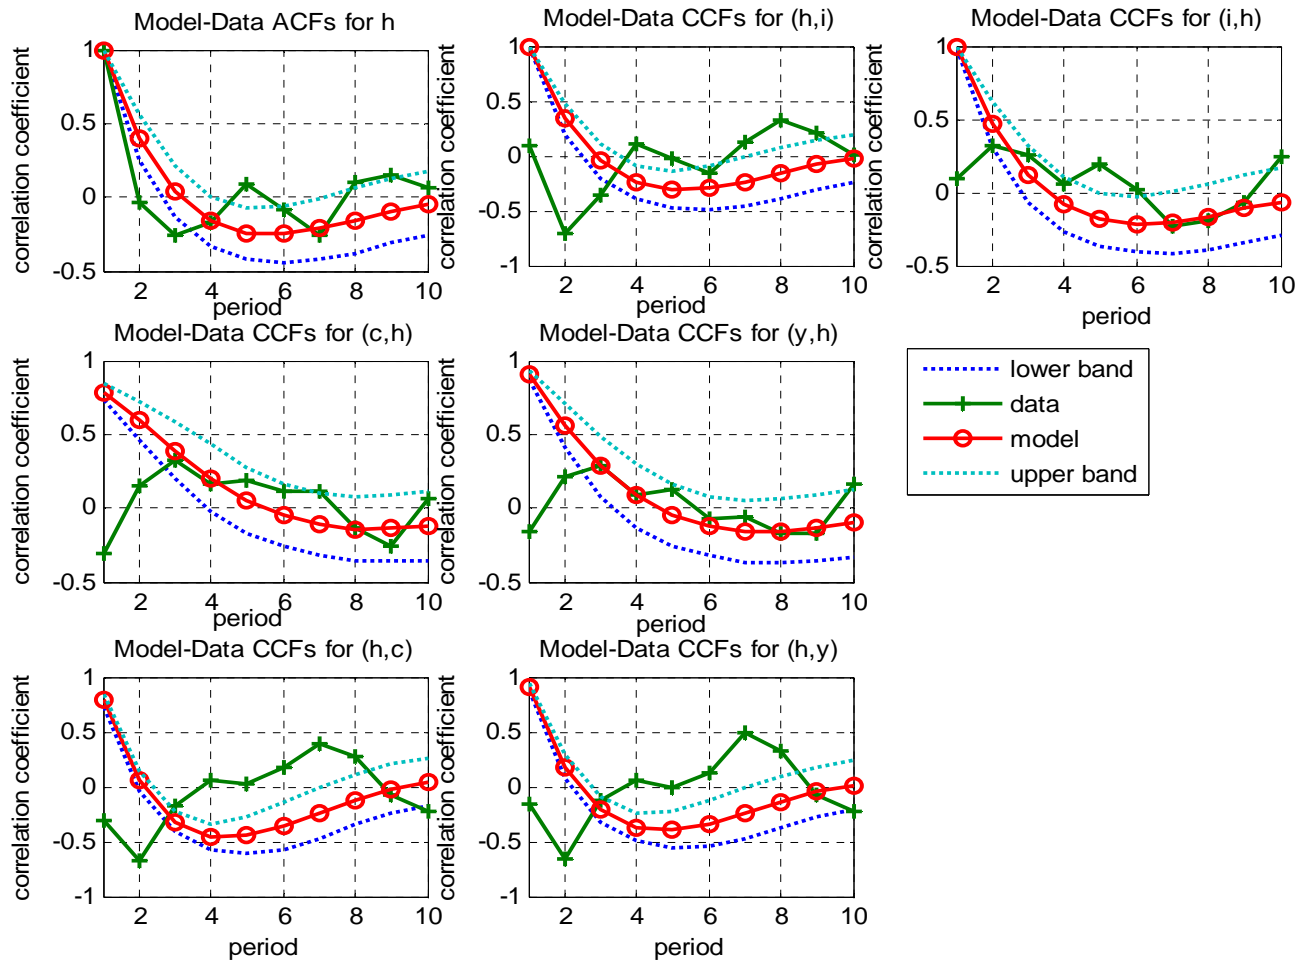 Model-Data ACFs for h
correlation coefficient
1
0.5
0
-0.5
2 4 6 8 10
period
Model-Data CCFs for (h,i)
correlation coefficient
1
0.5
0
-0.5
-1
2 4 6 8 10
period
Model-Data CCFs for (i,h)
correlation coefficient
1
0.5
0
-0.5
2 4 6 8 10
period
Model-Data CCFs for (c,h)
correlation coefficient
1
0.5
0
-0.5
2 4 6 8 10
period
Model-Data CCFs for (y,h)
correlation coefficient
1
0.5
0
-0.5
2 4 6 8 10
period
lower band
data
model
upper band
Model-Data CCFs for (h,c)
correlation coefficient
1
0.5
0
-0.5
-1
2 4 6 8 10
period
Model-Data CCFs for (h,y)
correlation coefficient
1
0.5
0
-0.5
-1
2 4 6 8 10
period